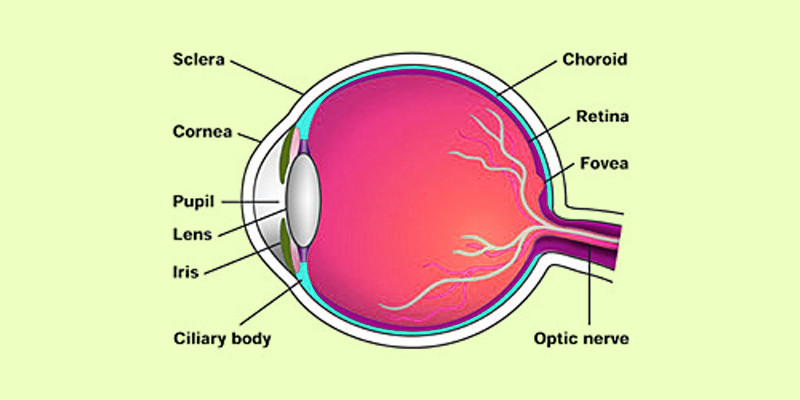 Sclera
Cornea
Pupil
Lens
Iris
Ciliary body
Choroid
Retina
Fovea
Optic nerve